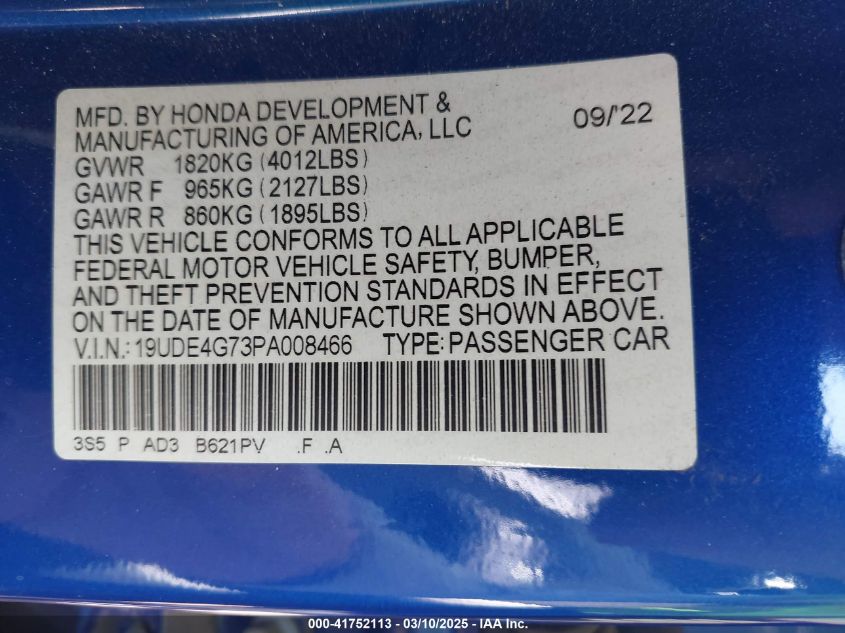 MFD. BY HONDA DEVELOPMENT & 09/'22
MANUFACTURING OF AMERICA, LLC
GVWR 1820KG (4012LBS)
GAWR F 965KG (2127LBS)
GAWR R 860KG (1895LBS)
THIS VEHICLE CONFORMS TO ALL APPLICABLE
FEDERAL MOTOR VEHICLE SAFETY, BUMPER,
AND THEFT PREVENTION STANDARDS IN EFFECT
ON THE DATE OF MANUFACTURE SHOWN ABOVE.
V.I.N.: 19UDE4G73PA008466 TYPE: PASSENGER CAR
3S5 P AD3 B621PV .F .A
000-41752113 - 03/10/2025 - IAA Inc.